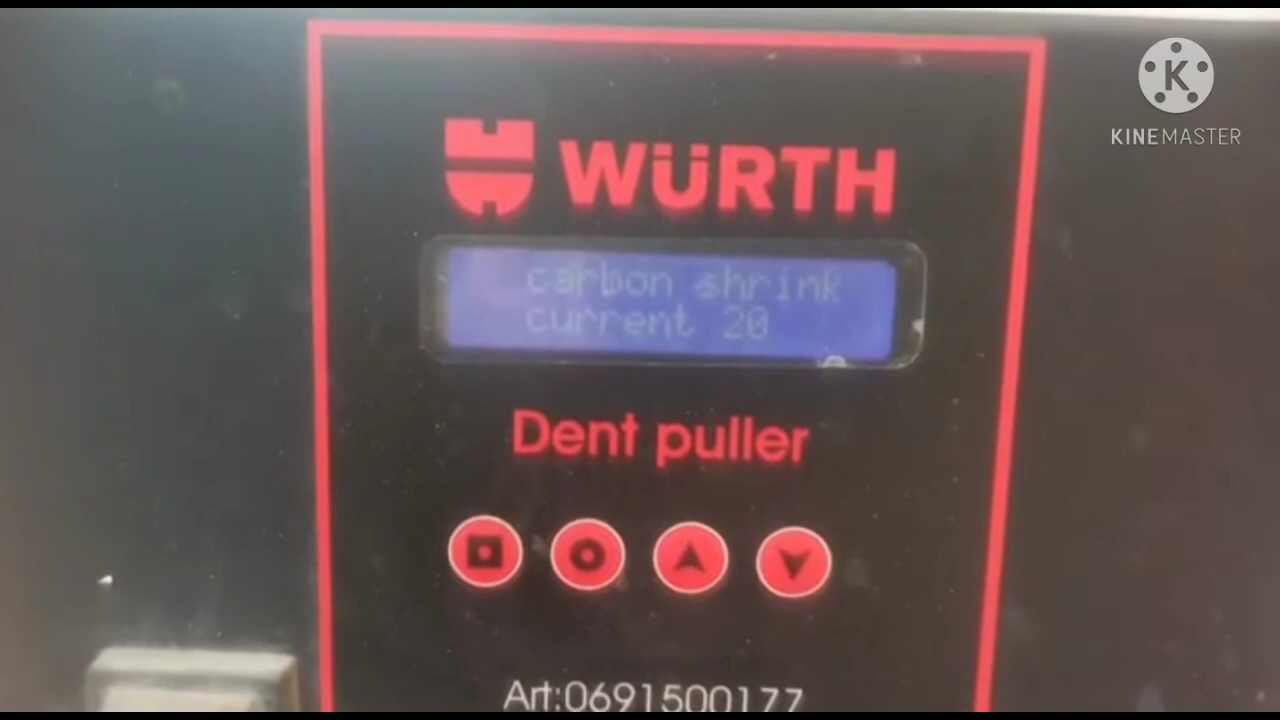 WÜRTH
K
KINEMASTER
carbon shrink
current 20
Dent puller
Art:0691500177